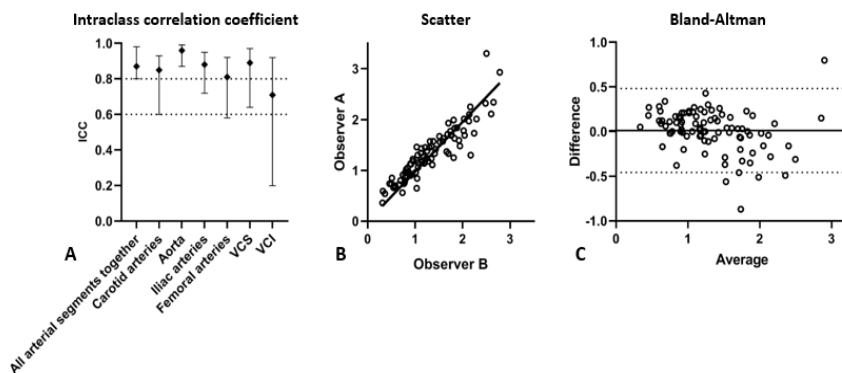 Intraclass correlation coefficient
1.0
0.8
0.6
0.4
0.2
0.0
ICC
All arterial segments together
Carotid arteries
Aorta
Iliac arteries
Femoral arteries
VCS
VCI
A
Scatter
3
2
1
0
Observer A
0 1 2 3
Observer B
B
Bland-Altman
1.0
0.5
0.0
-0.5
-1.0
Difference
0 1 2 3
Average
C